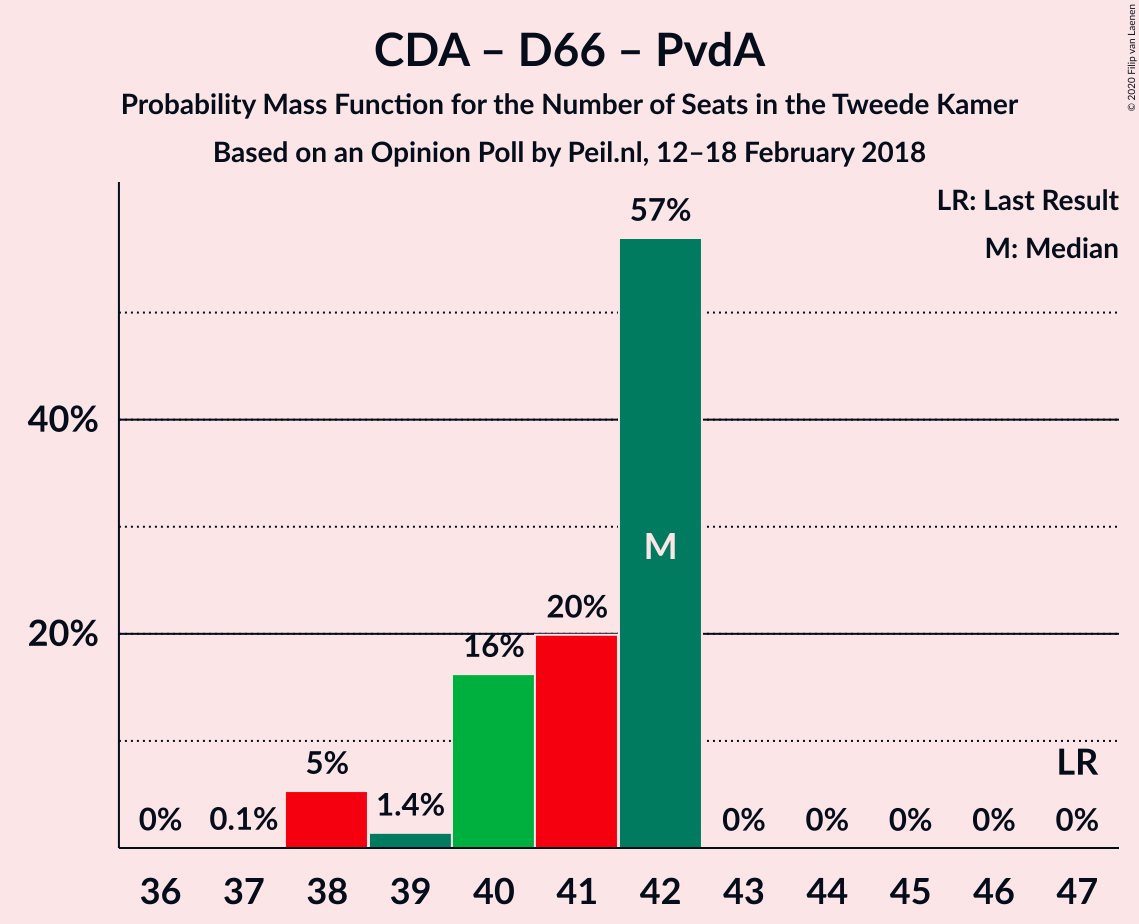 CDA – D66 – PvdA
Probability Mass Function for the Number of Seats in the Tweede Kamer
Based on an Opinion Poll by Peil.nl, 12–18 February 2018
© 2020 Filip van Laenen
LR: Last Result
M: Median
57%
40%
M
20%
20%
16%
5%
LR
1.4%
0% 0.1% 0% 0% 0% 0% 0%
36 37 38 39 40 41 42 43 44 45 46 47